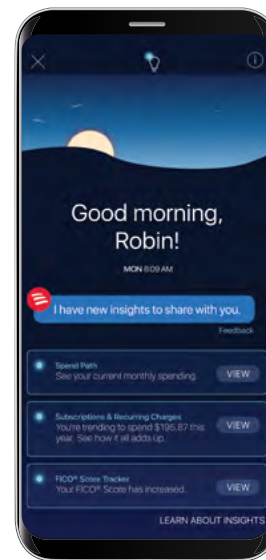 Good morning,
Robin!
MON 8:09 AM
I have new insights to share with you.
Feedback
Spend Path
See your current monthly spending.
VIEW
Subscriptions & Recurring Charges
You're trending to spend $195.87 this
year. See how it all adds up.
VIEW
FICO® Score Tracker
Your FICO® Score has increased.
VIEW
LEARN ABOUT INSIGHTS